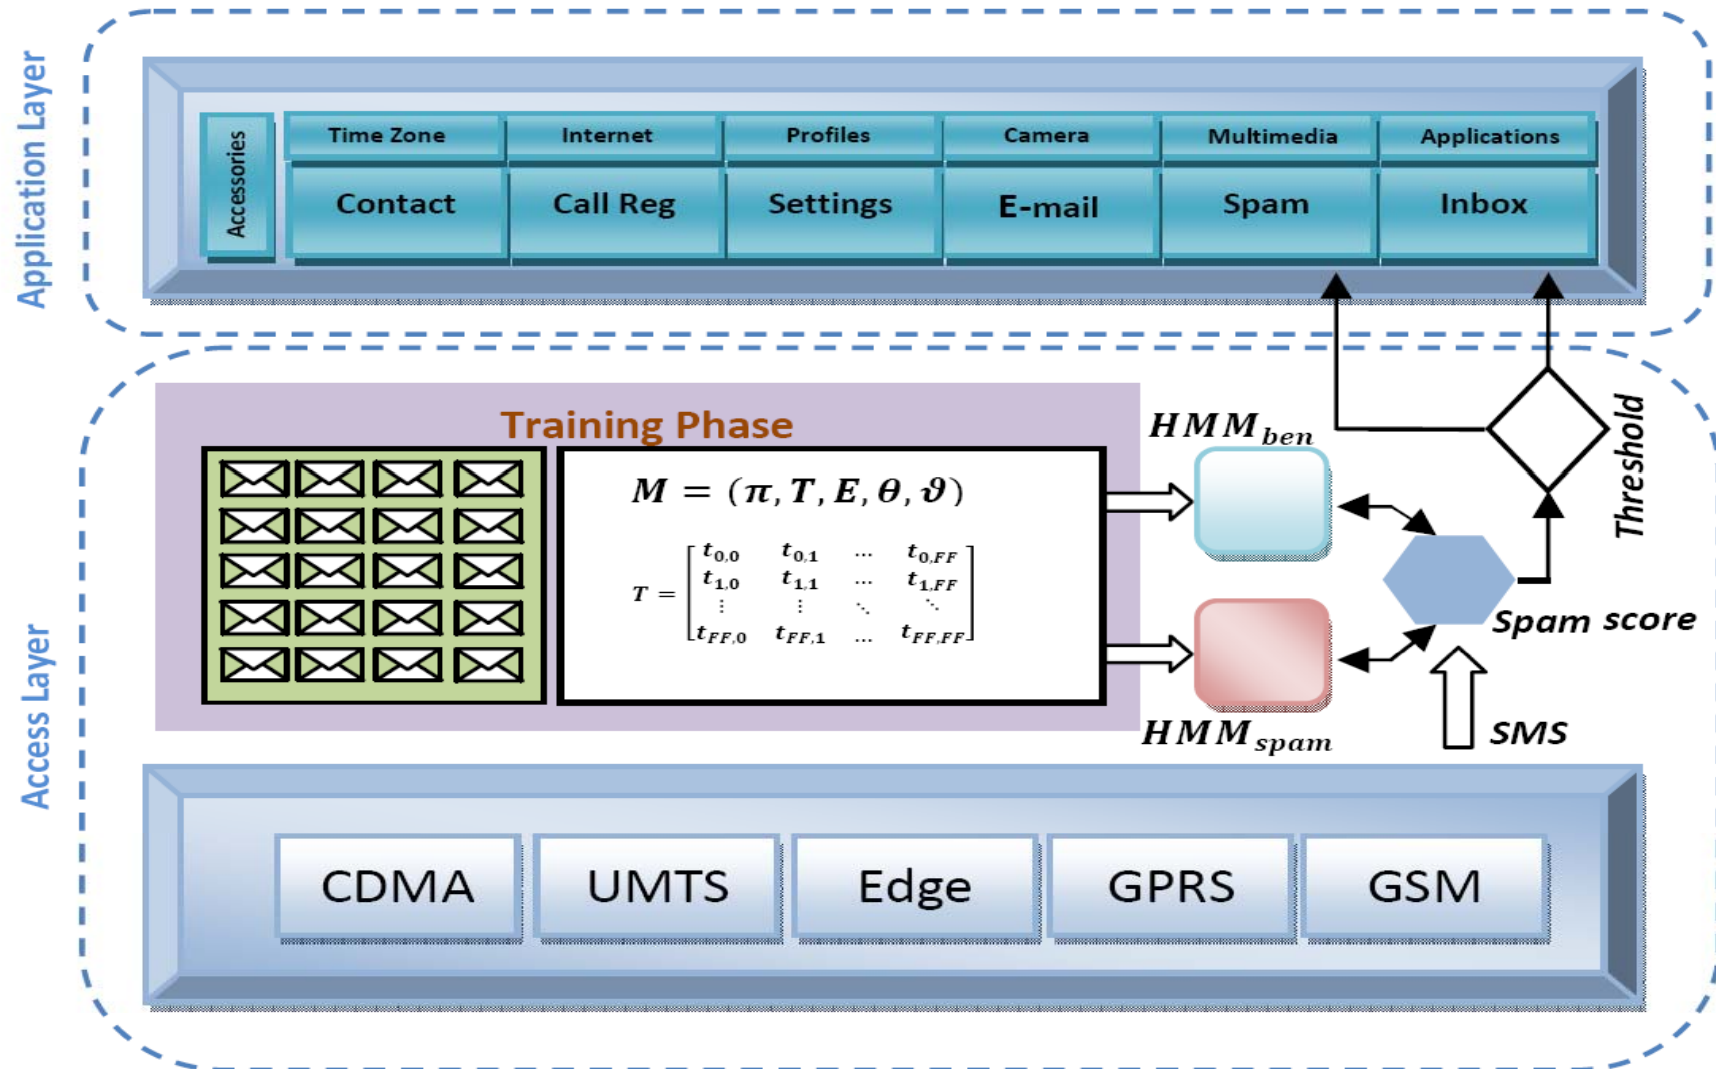 Application Layer
Accessories
Time Zone Internet Profiles Camera Multimedia Applications
Contact Call Reg Settings E-mail Spam Inbox
Access Layer
Training Phase
M = (π, T, E, θ, ϑ)
T = [t0,0 t0,1 … t0,FF
t1,0 t1,1 … t1,FF
⋮ ⋮ ⋱ ⋱
tFF,0 tFF,1 … tFF,FF]
HMMben
HMMspam
Threshold
Spam score
SMS
CDMA UMTS Edge GPRS GSM